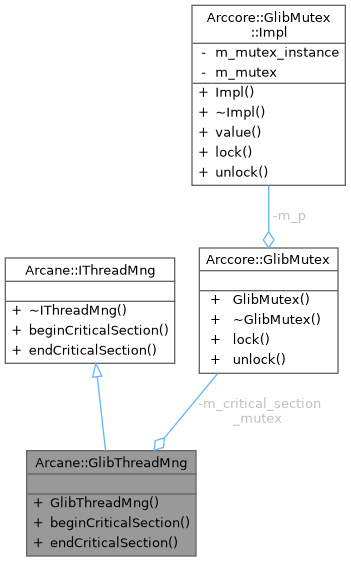 Arccore::GlibMutex
::Impl
- m_mutex_instance
- m_mutex
+ Impl()
+ ~Impl()
+ value()
+ lock()
+ unlock()
-m_p
Arcane::IThreadMng
+ ~IThreadMng()
+ beginCriticalSection()
+ endCriticalSection()
Arccore::GlibMutex
+ GlibMutex()
+ ~GlibMutex()
+ lock()
+ unlock()
-m_critical_section
_mutex
Arcane::GlibThreadMng
+ GlibThreadMng()
+ beginCriticalSection()
+ endCriticalSection()